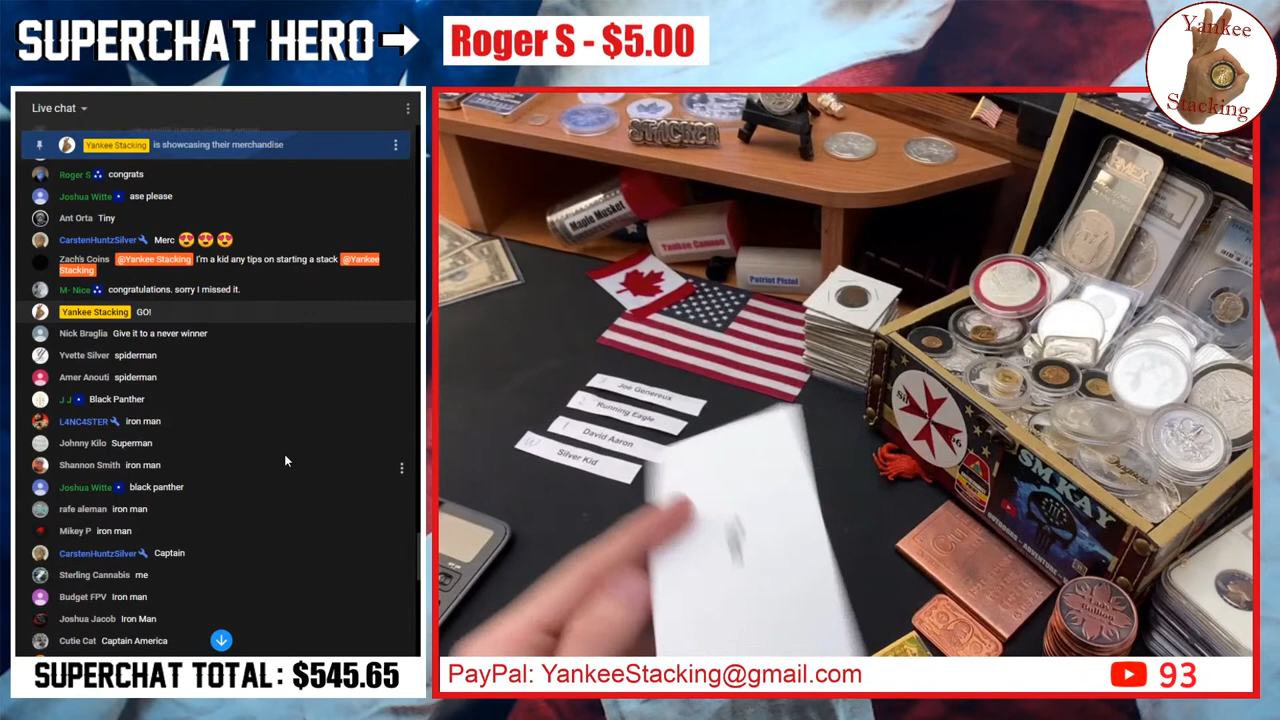 SUPERCHAT HERO
Roger S - $5.00
Yankee
Stacking
Live chat
Yankee Stacking is showcasing their merchandise
Roger S congrats
Joshua Witte ase please
Ant Orta Tiny
CarstenHuntzSilver Merc 😍😍😍
Zach's Coins @Yankee Stacking I'm a kid any tips on starting a stack @Yankee
Stacking
M- Nice congratulations. sorry I missed it.
Yankee Stacking GO!
Nick Braglia Give it to a never winner
Yvette Silver spiderman
Amer Anouti spiderman
J J Black Panther
L4NC4STER iron man
Johnny Kilo Superman
Shannon Smith iron man
Joshua Witte black panther
rafe aleman iron man
Mikey P iron man
CarstenHuntzSilver Captain
Sterling Cannabis me
Budget FPV Iron man
Joshua Jacob Iron Man
Cutie Cat Captain America
SUPERCHAT TOTAL: $545.65
STACKER
Maple Musket
Yankee Cannon
Patriot Pistol
3 Joe Genereux
2 Running Eagle
1 David Aaron
W Silver Kid
APMEX
SMKAY
Cu
PayPal: YankeeStacking@gmail.com
93